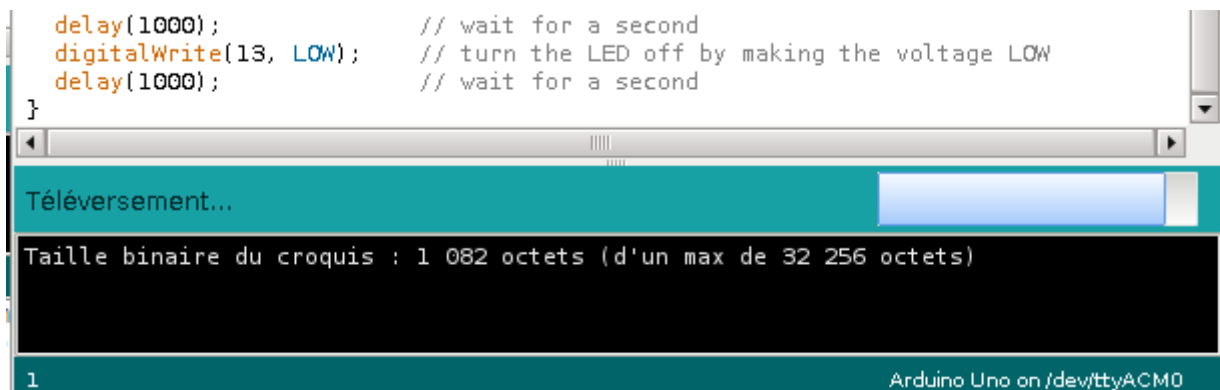 delay(1000);               // wait for a second
digitalWrite(13, LOW);    // turn the LED off by making the voltage LOW
delay(1000);               // wait for a second
}
Téléversement...
Taille binaire du croquis : 1 082 octets (d'un max de 32 256 octets)
1 Arduino Uno on /dev/ttyACM0